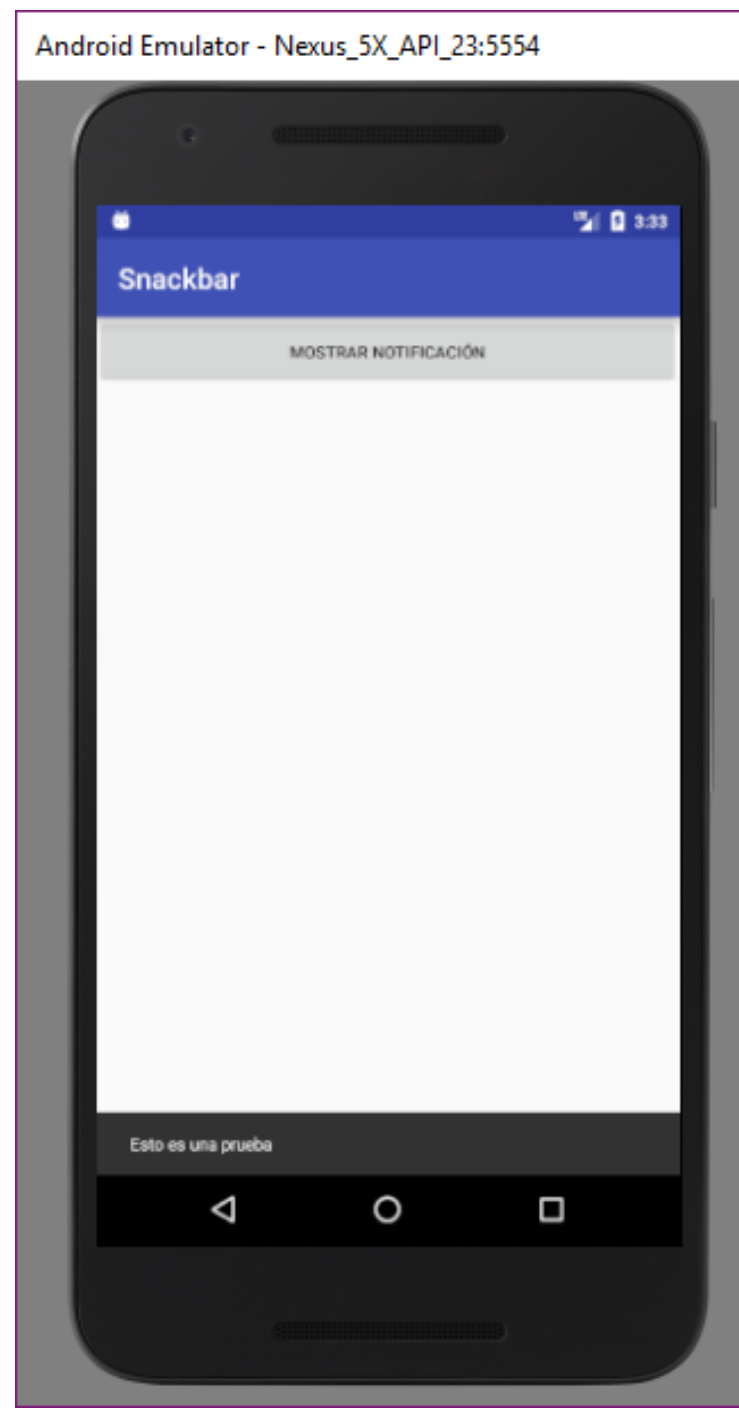 Android Emulator - Nexus_5X_API_23:5554
3:33
Snackbar
MOSTRAR NOTIFICACIÓN
Esto es una prueba